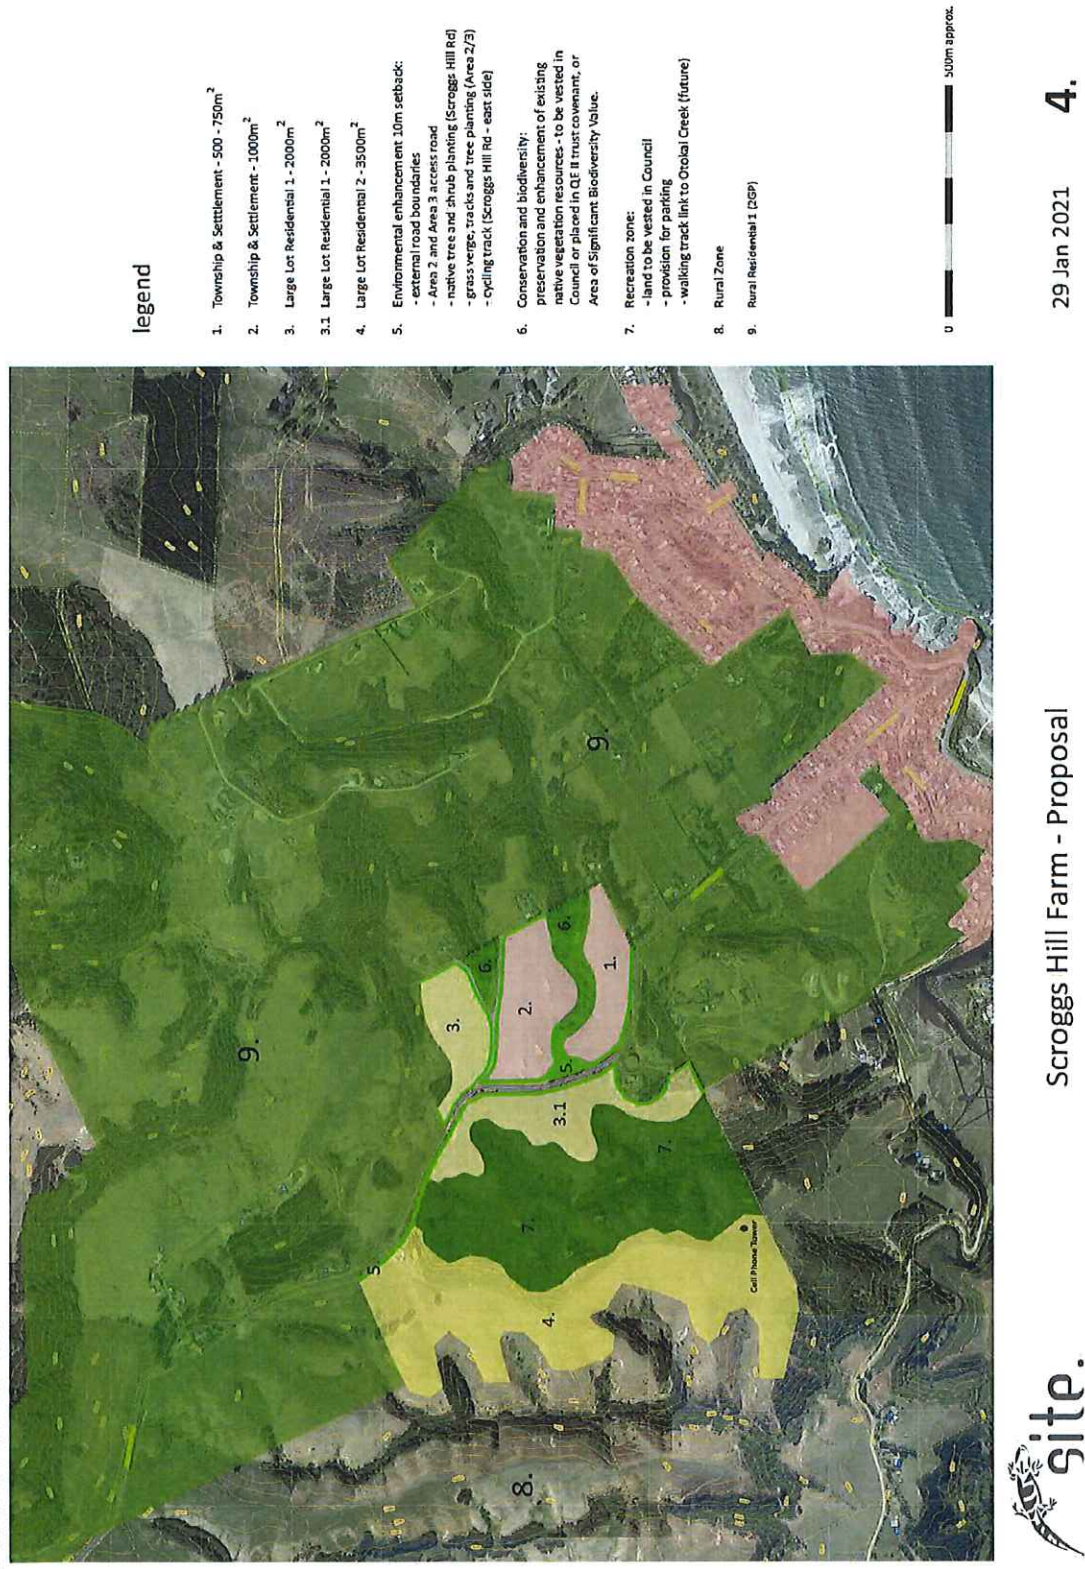 legend
1. Township & Setttlement - 500 - 750m²
2. Township & Settlement - 1000m²
3. Large Lot Residential 1 - 2000m²
3.1 Large Lot Residential 1 - 2000m²
4. Large Lot Residential 2 - 3500m²
5. Environmental enhancement 10m setback:
- external road boundaries
- Area 2 and Area 3 access road
- native tree and shrub planting (Scroggs Hill Rd)
- grass verge, tracks and tree planting (Area 2/3)
- cycling track (Scroggs Hill Rd - east side)
6. Conservation and biodiversity:
preservation and enhancement of existing
native vegetation resources - to be vested in
Council or placed in QE II trust covenant, or
Area of Significant Biodiversity Value.
7. Recreation zone:
- land to be vested in Council
- provision for parking
- walking track link to Otokai Creek (future)
8. Rural Zone
9. Rural Residential 1 (2GP)
0
500m approx.
9.
9.
3.
6.
2.
6.
5.
1.
3.1
7.
7.
5
4.
Cell Phone Tower
8.
site.
Scroggs Hill Farm - Proposal
29 Jan 2021
4.